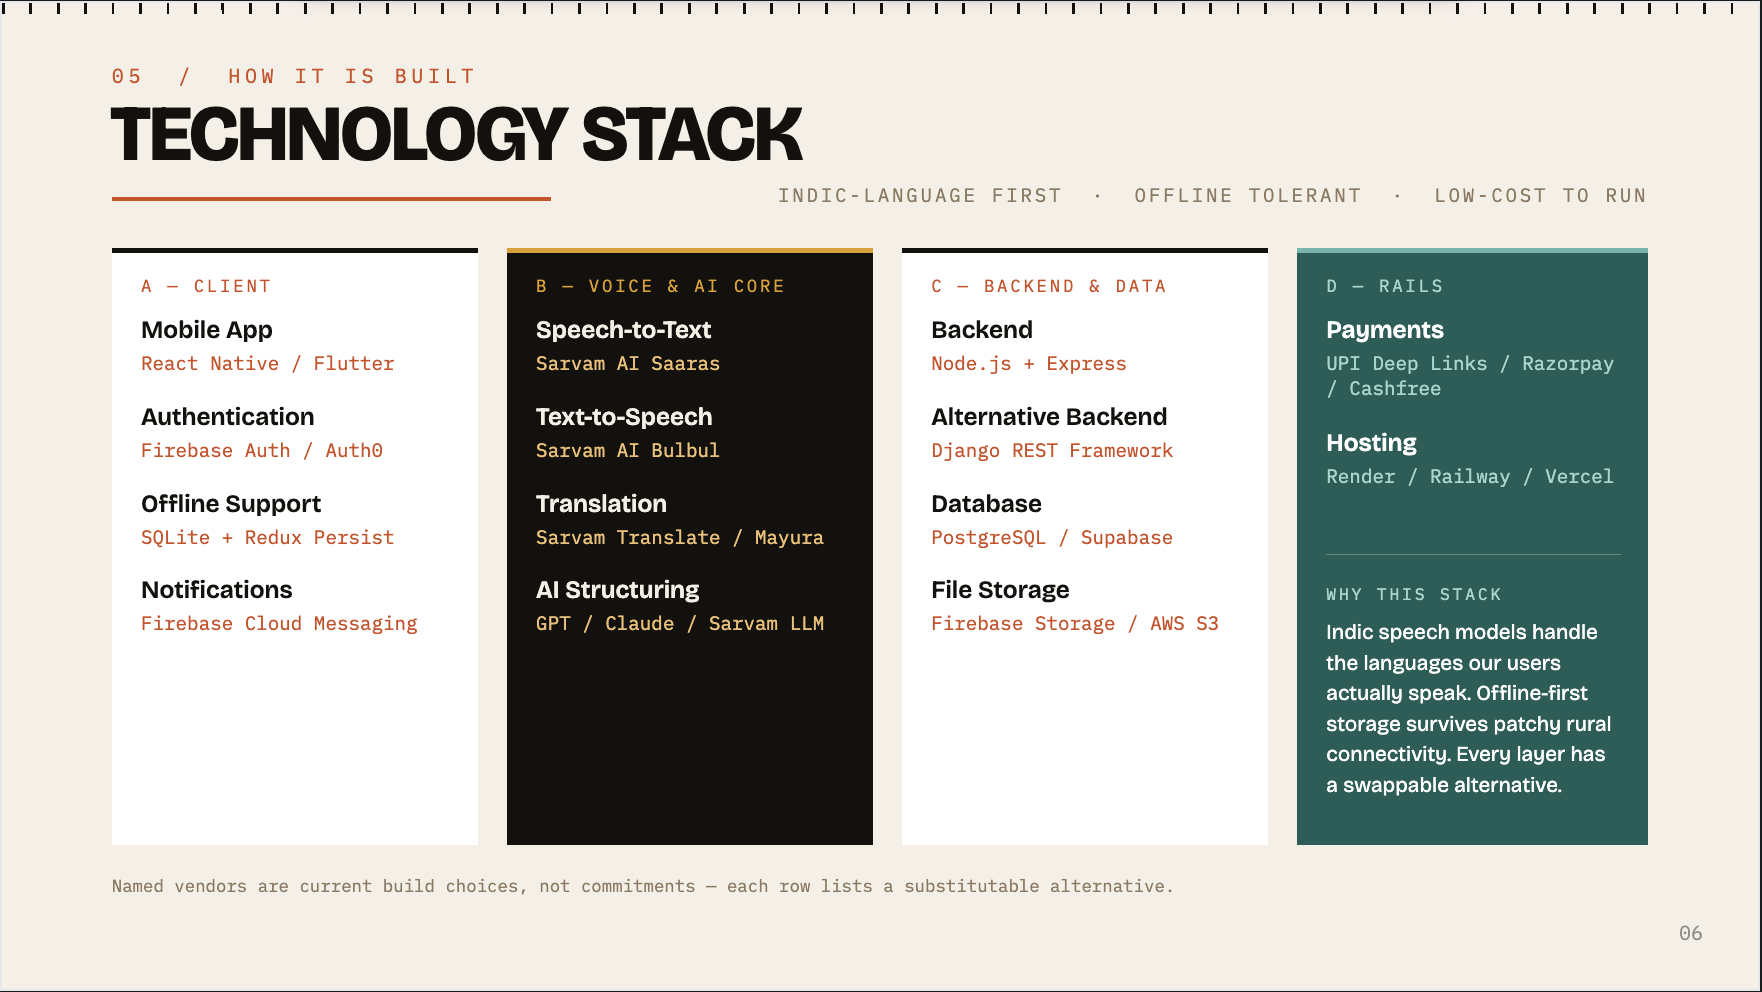 05 / HOW IT IS BUILT
TECHNOLOGY STACK
INDIC-LANGUAGE FIRST · OFFLINE TOLERANT · LOW-COST TO RUN
A — CLIENT
Mobile App
React Native / Flutter
Authentication
Firebase Auth / Auth0
Offline Support
SQLite + Redux Persist
Notifications
Firebase Cloud Messaging
B — VOICE & AI CORE
Speech-to-Text
Sarvam AI Saaras
Text-to-Speech
Sarvam AI Bulbul
Translation
Sarvam Translate / Mayura
AI Structuring
GPT / Claude / Sarvam LLM
C — BACKEND & DATA
Backend
Node.js + Express
Alternative Backend
Django REST Framework
Database
PostgreSQL / Supabase
File Storage
Firebase Storage / AWS S3
D — RAILS
Payments
UPI Deep Links / Razorpay
/ Cashfree
Hosting
Render / Railway / Vercel
WHY THIS STACK
Indic speech models handle
the languages our users
actually speak. Offline-first
storage survives patchy rural
connectivity. Every layer has
a swappable alternative.
Named vendors are current build choices, not commitments — each row lists a substitutable alternative.
06